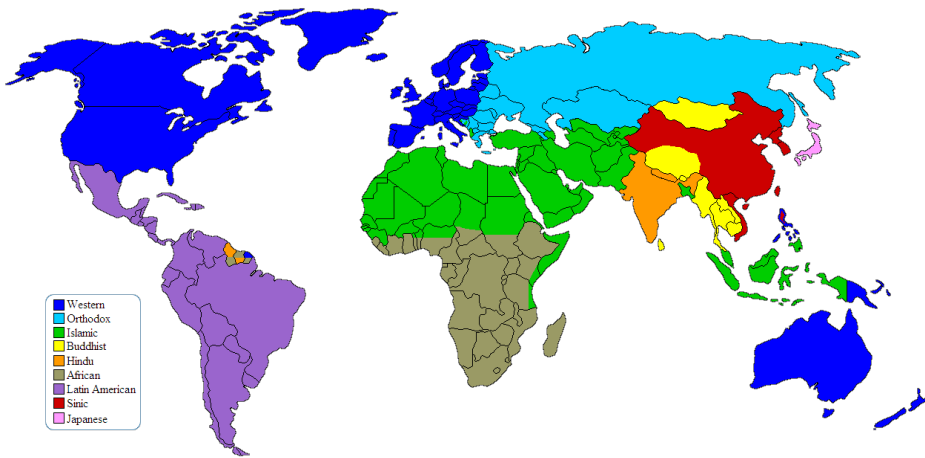 Western
Orthodox
Islamic
Buddhist
Hindu
African
Latin American
Sinic
Japanese